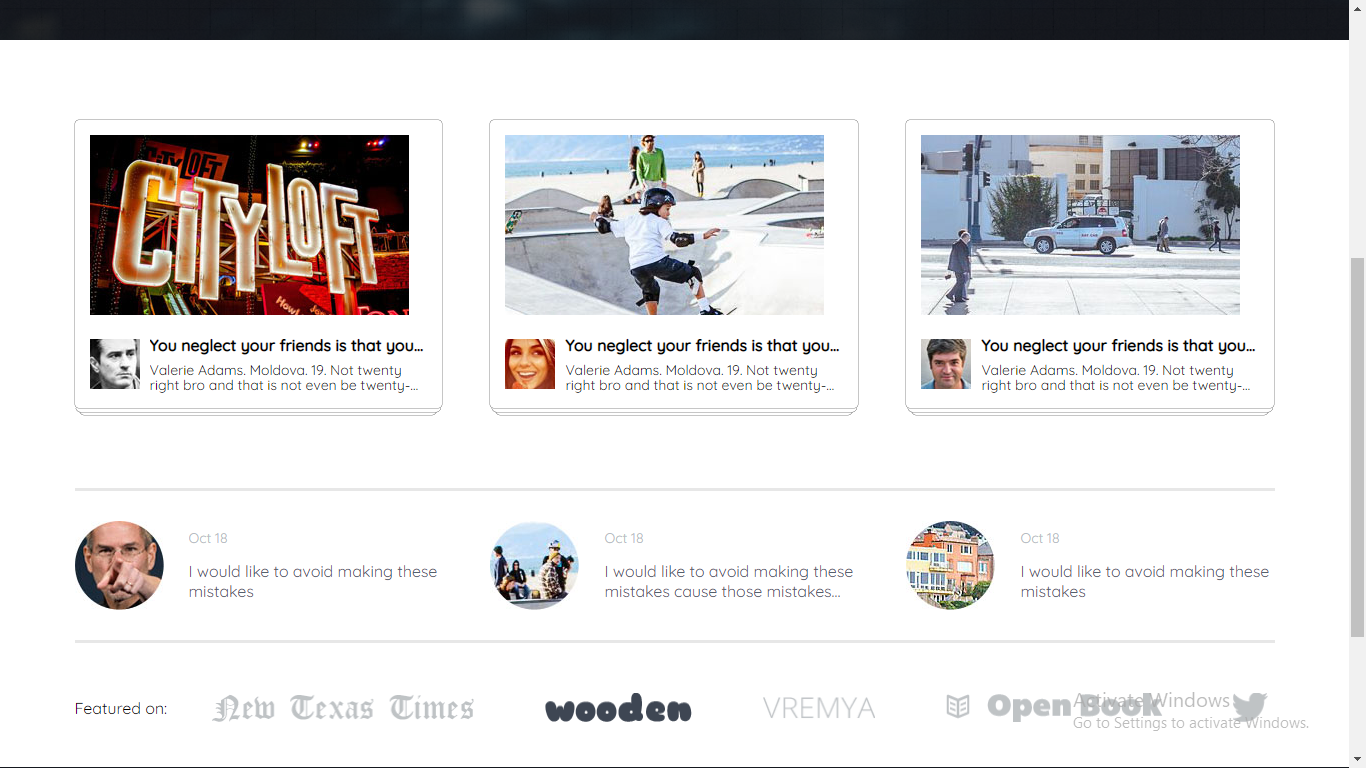 CiTYLOFT
CiTYLOFT
You neglect your friends is that you...
Valerie Adams. Moldova. 19. Not twenty
right bro and that is not even be twenty-...
You neglect your friends is that you...
Valerie Adams. Moldova. 19. Not twenty
right bro and that is not even be twenty-...
You neglect your friends is that you...
Valerie Adams. Moldova. 19. Not twenty
right bro and that is not even be twenty-...
Oct 18
I would like to avoid making these
mistakes
Oct 18
I would like to avoid making these
mistakes cause those mistakes...
Oct 18
I would like to avoid making these
mistakes
Featured on:
New Texas Times
wooden
VREMYA
Open Book
Activate Windows
Go to Settings to activate Windows.